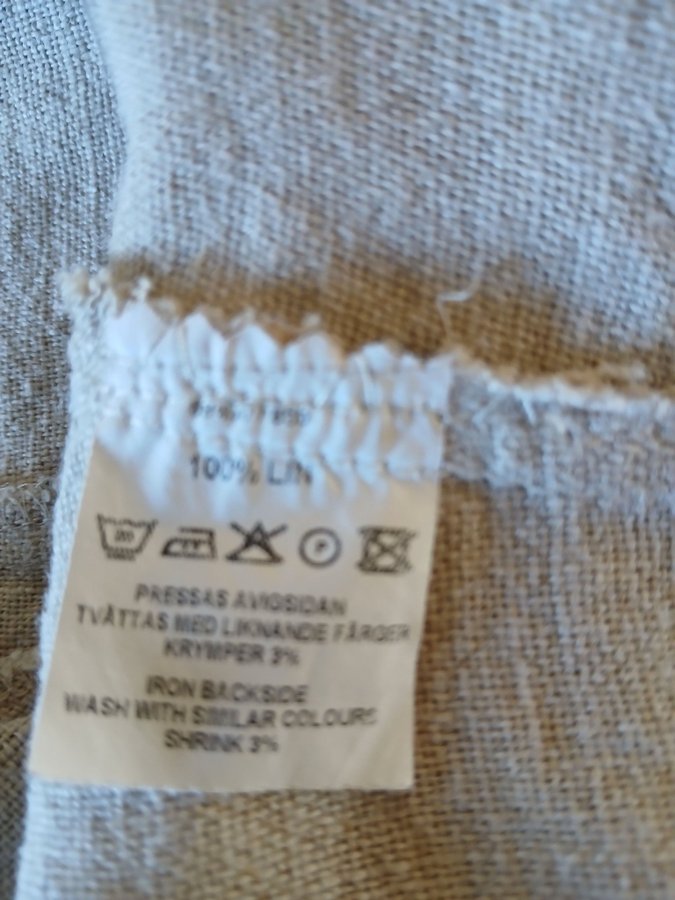 100% LIN
P
PRESSAS AVIGSIDAN
TVÄTTAS MED LIKNANDE FÄRGER
KRYMPER 3%
IRON BACKSIDE
WASH WITH SIMILAR COLOURS
SHRINK 3%